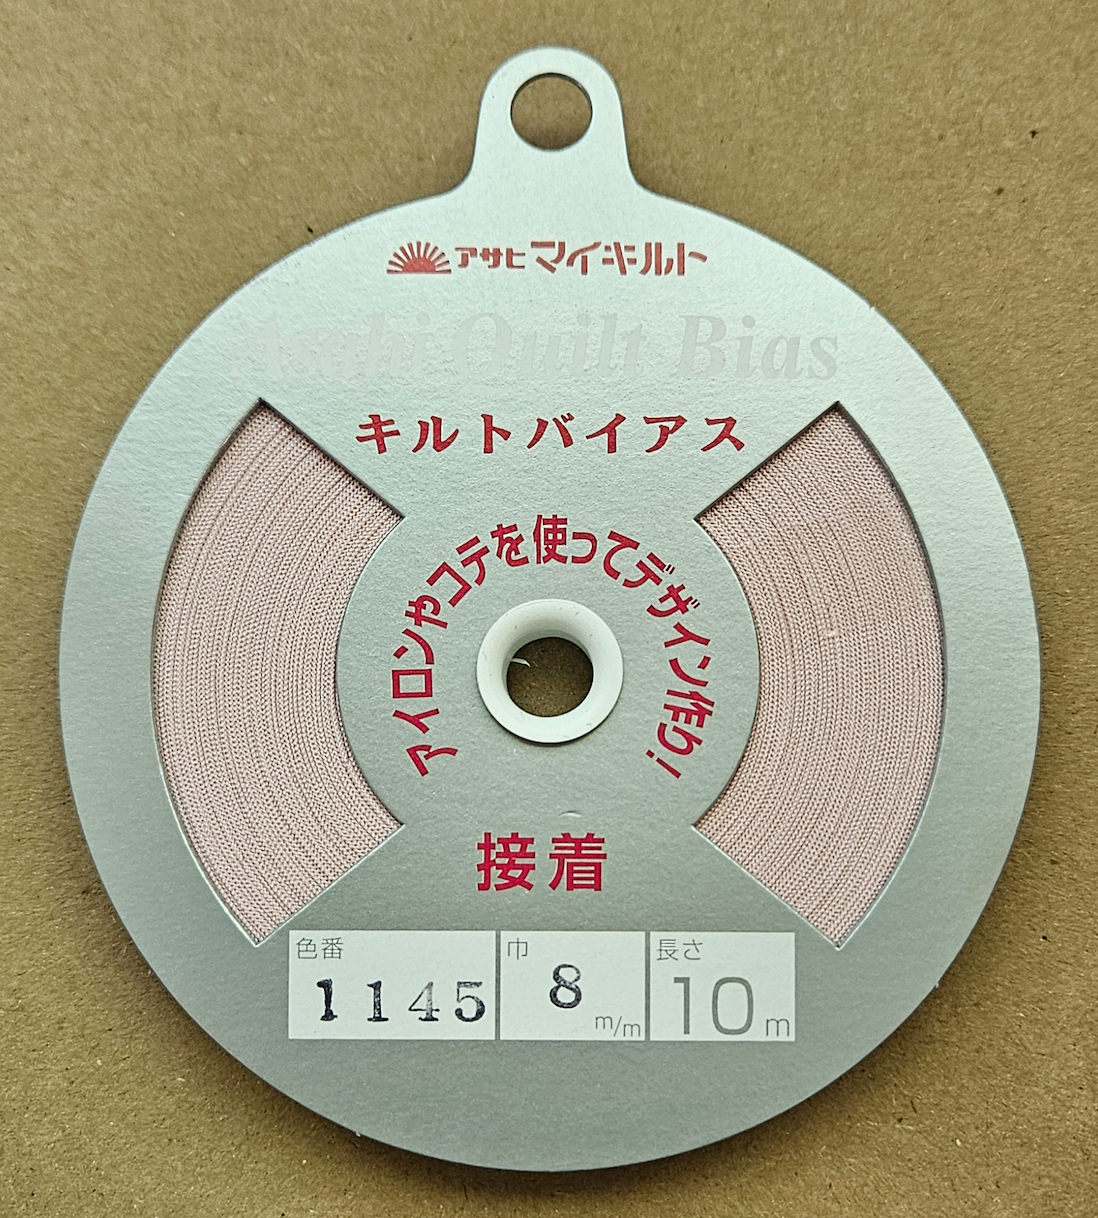 アサヒマイキルト
Asahi Quilt Bias
キルトバイアス
アイロンやコテを使ってデザイン作り!
接着
色番 巾 長さ
1145 8 m/m 10 m